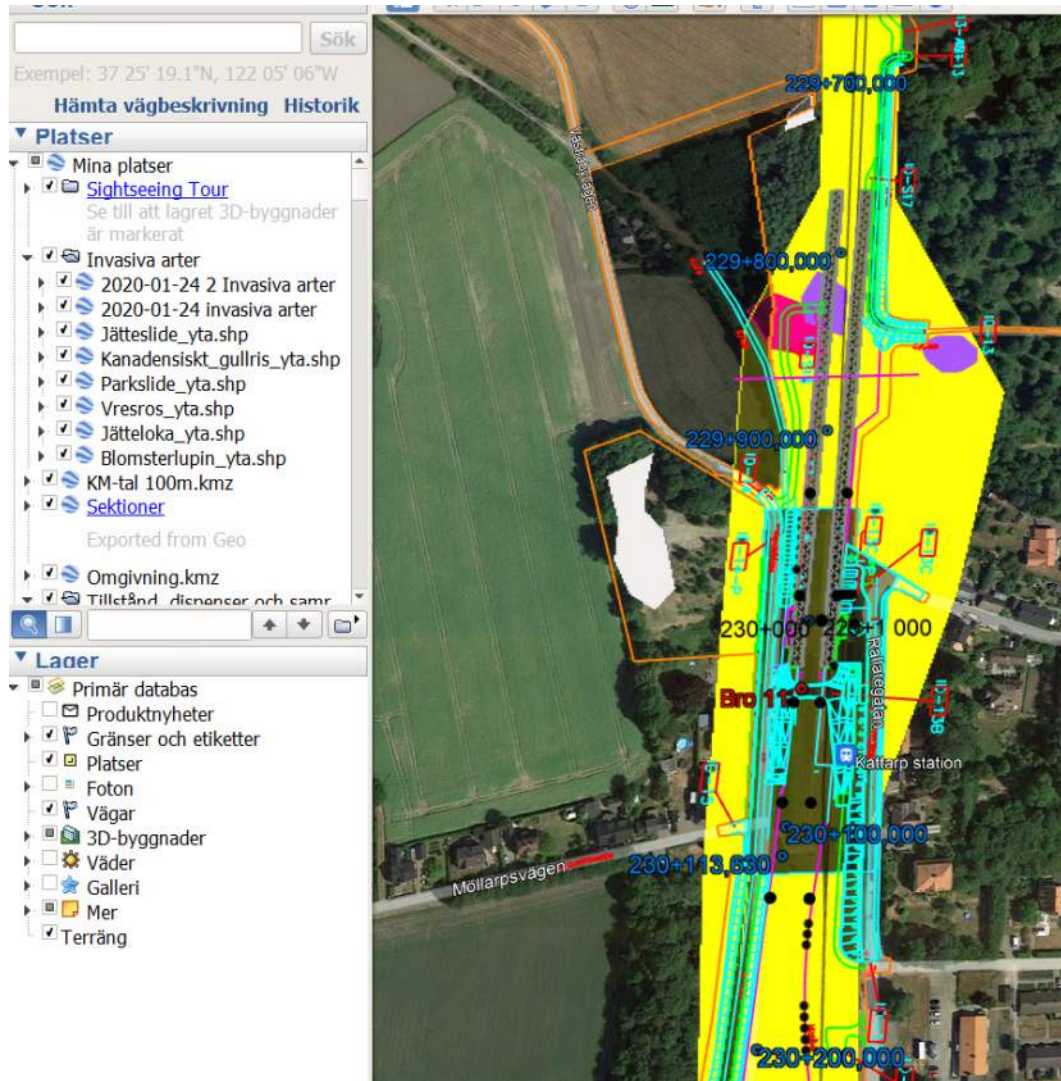 Sök
Exempel: 37 25' 19.1"N, 122 05' 06"W
Hämta vägbeskrivning Historik
Platser
Mina platser
Sightseeing Tour
Se till att lagret 3D-byggnader
är markerat
Invasiva arter
2020-01-24 2 Invasiva arter
2020-01-24 invasiva arter
Jätteslide_yta.shp
Kanadensiskt_gullris_yta.shp
Parkslide_yta.shp
Vresros_yta.shp
Jätteloka_yta.shp
Blomsterlupin_yta.shp
KM-tal 100m.kmz
Sektioner
Exported from Geo
Omgivning.kmz
Tillstånd, dispenser och samr
Lager
Primär databas
Produktnyheter
Gränser och etiketter
Platser
Foton
Vägar
3D-byggnader
Väder
Galleri
Mer
Terräng
229+700,000
229+800,000
229+900,000
230+000
Bro 11
Kattarp station
230+100,000
230+113,630
Möllarpsvägen
230+200,000